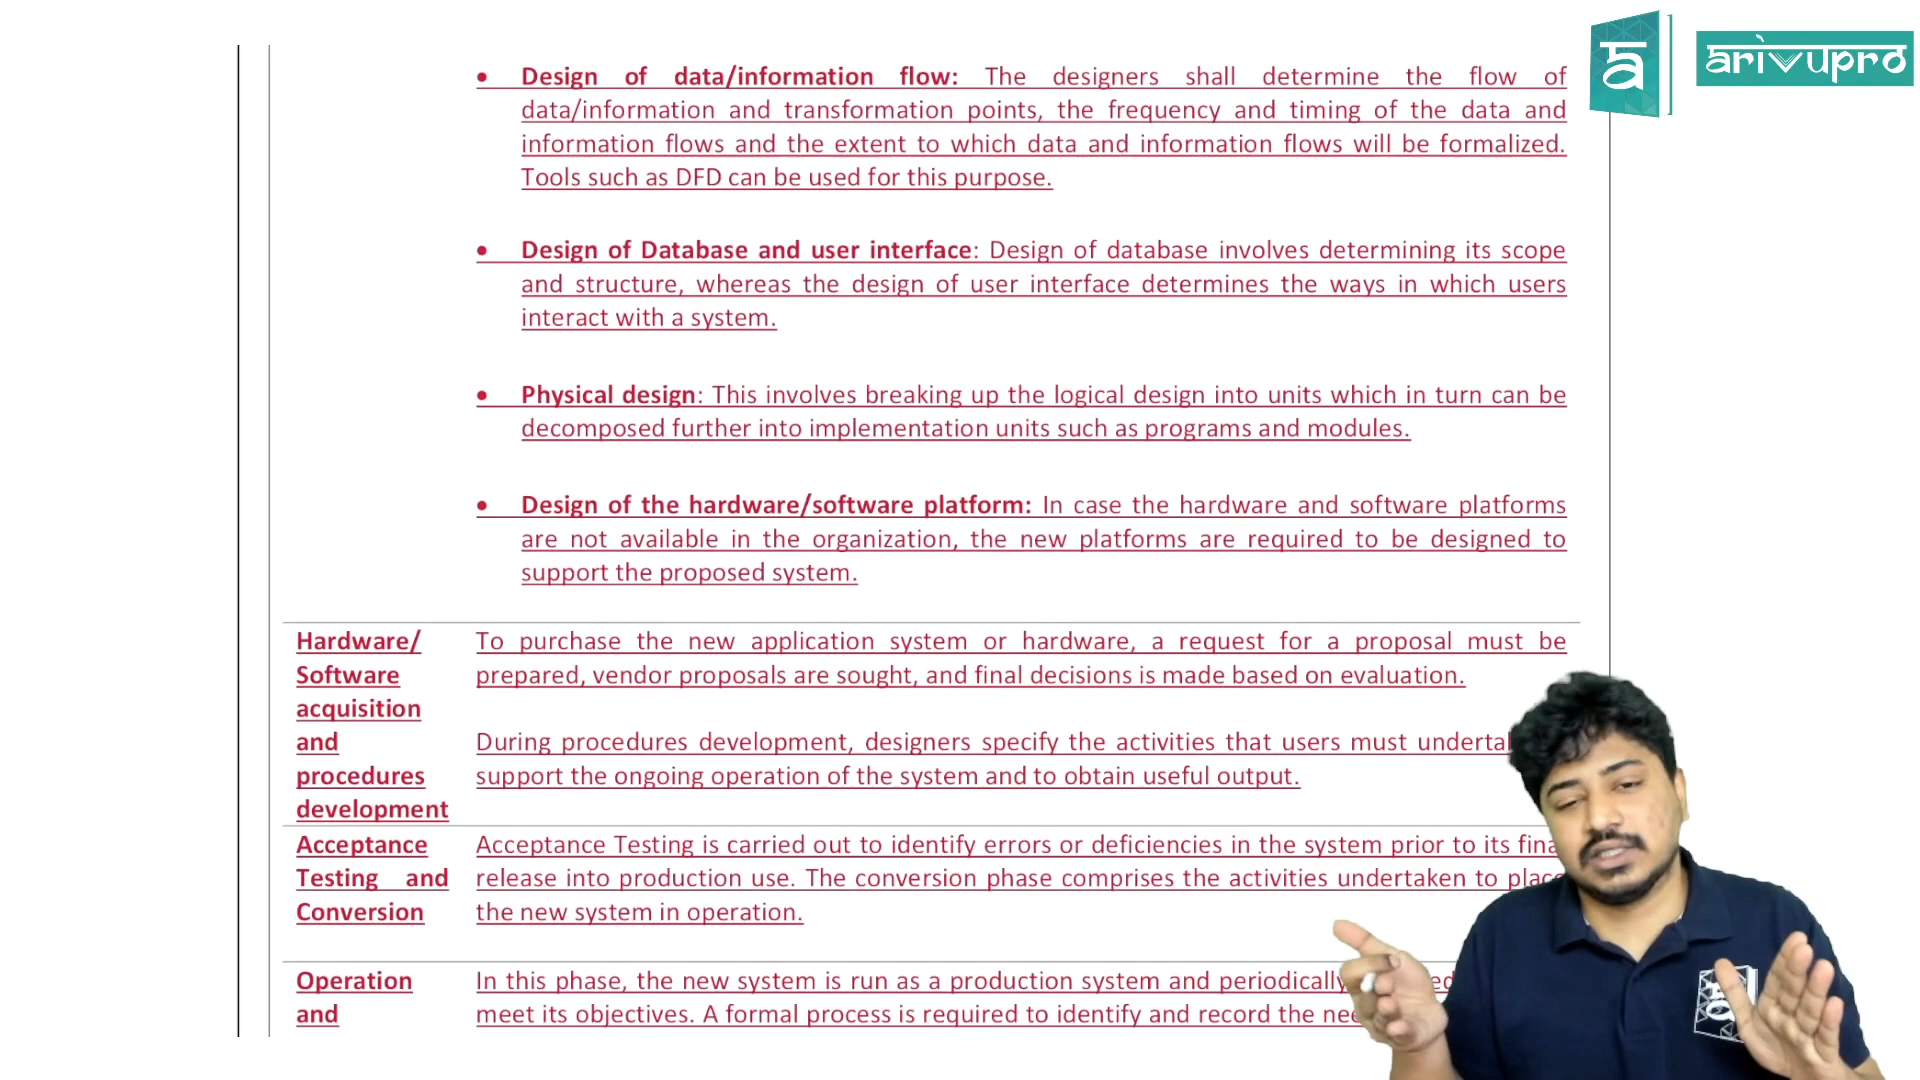 ā arivupro
• Design of data/information flow: The designers shall determine the flow of
data/information and transformation points, the frequency and timing of the data and
information flows and the extent to which data and information flows will be formalized.
Tools such as DFD can be used for this purpose.
• Design of Database and user interface: Design of database involves determining its scope
and structure, whereas the design of user interface determines the ways in which users
interact with a system.
• Physical design: This involves breaking up the logical design into units which in turn can be
decomposed further into implementation units such as programs and modules.
• Design of the hardware/software platform: In case the hardware and software platforms
are not available in the organization, the new platforms are required to be designed to
support the proposed system.
Hardware/
Software
acquisition
and
procedures
development
To purchase the new application system or hardware, a request for a proposal must be
prepared, vendor proposals are sought, and final decisions is made based on evaluation.
During procedures development, designers specify the activities that users must
support the ongoing operation of the system and to obtain useful output.
Acceptance
Testing and
Conversion
Acceptance Testing is carried out to identify errors or deficiencies in the system prior to its
release into production use. The conversion phase comprises the activities undertaken to
the new system in operation.
Operation
and
In this phase, the new system is run as a production system and periodically
meet its objectives. A formal process is required to identify and record the